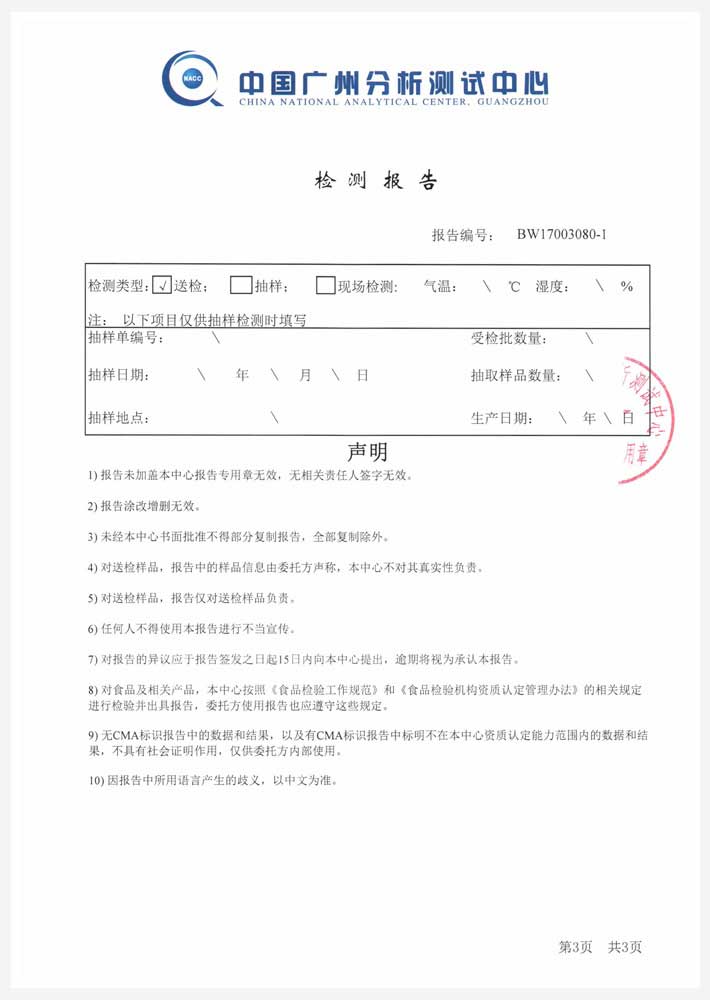 NACC
中国广州分析测试中心
CHINA NATIONAL ANALYTICAL CENTER, GUANGZHOU
检测报告
报告编号： BW17003080-1
检测类型：√送检； 抽样； 现场检测: 气温： \ ℃ 湿度： \ %
注： 以下项目仅供抽样检测时填写
抽样单编号： \ 受检批数量： \
抽样日期： \ 年 \ 月 \ 日 抽取样品数量： \
抽样地点： \ 生产日期： \ 年 \ 日
测试中心
用章
声明
1) 报告未加盖本中心报告专用章无效，无相关责任人签字无效。
2) 报告涂改增删无效。
3) 未经本中心书面批准不得部分复制报告，全部复制除外。
4) 对送检样品，报告中的样品信息由委托方声称，本中心不对其真实性负责。
5) 对送检样品，报告仅对送检样品负责。
6) 任何人不得使用本报告进行不当宣传。
7) 对报告的异议应于报告签发之日起15日内向本中心提出，逾期将视为承认本报告。
8) 对食品及相关产品，本中心按照《食品检验工作规范》和《食品检验机构资质认定管理办法》的相关规定
进行检验并出具报告，委托方使用报告也应遵守这些规定。
9) 无CMA标识报告中的数据和结果，以及有CMA标识报告中标明不在本中心资质认定能力范围内的数据和结
果，不具有社会证明作用，仅供委托方内部使用。
10) 因报告中所用语言产生的歧义，以中文为准。
第3页 共3页